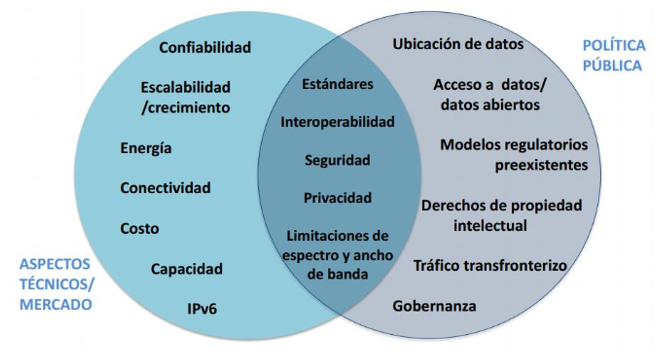 Confiabilidad
Escalabilidad
/crecimiento
Energía
Conectividad
Costo
Capacidad
IPv6
ASPECTOS
TÉCNICOS/
MERCADO
Estándares
Interoperabilidad
Seguridad
Privacidad
Limitaciones de
espectro y ancho
de banda
Ubicación de datos
Acceso a datos/
datos abiertos
Modelos regulatorios
preexistentes
Derechos de propiedad
intelectual
Tráfico transfronterizo
Gobernanza
POLÍTICA
PÚBLICA